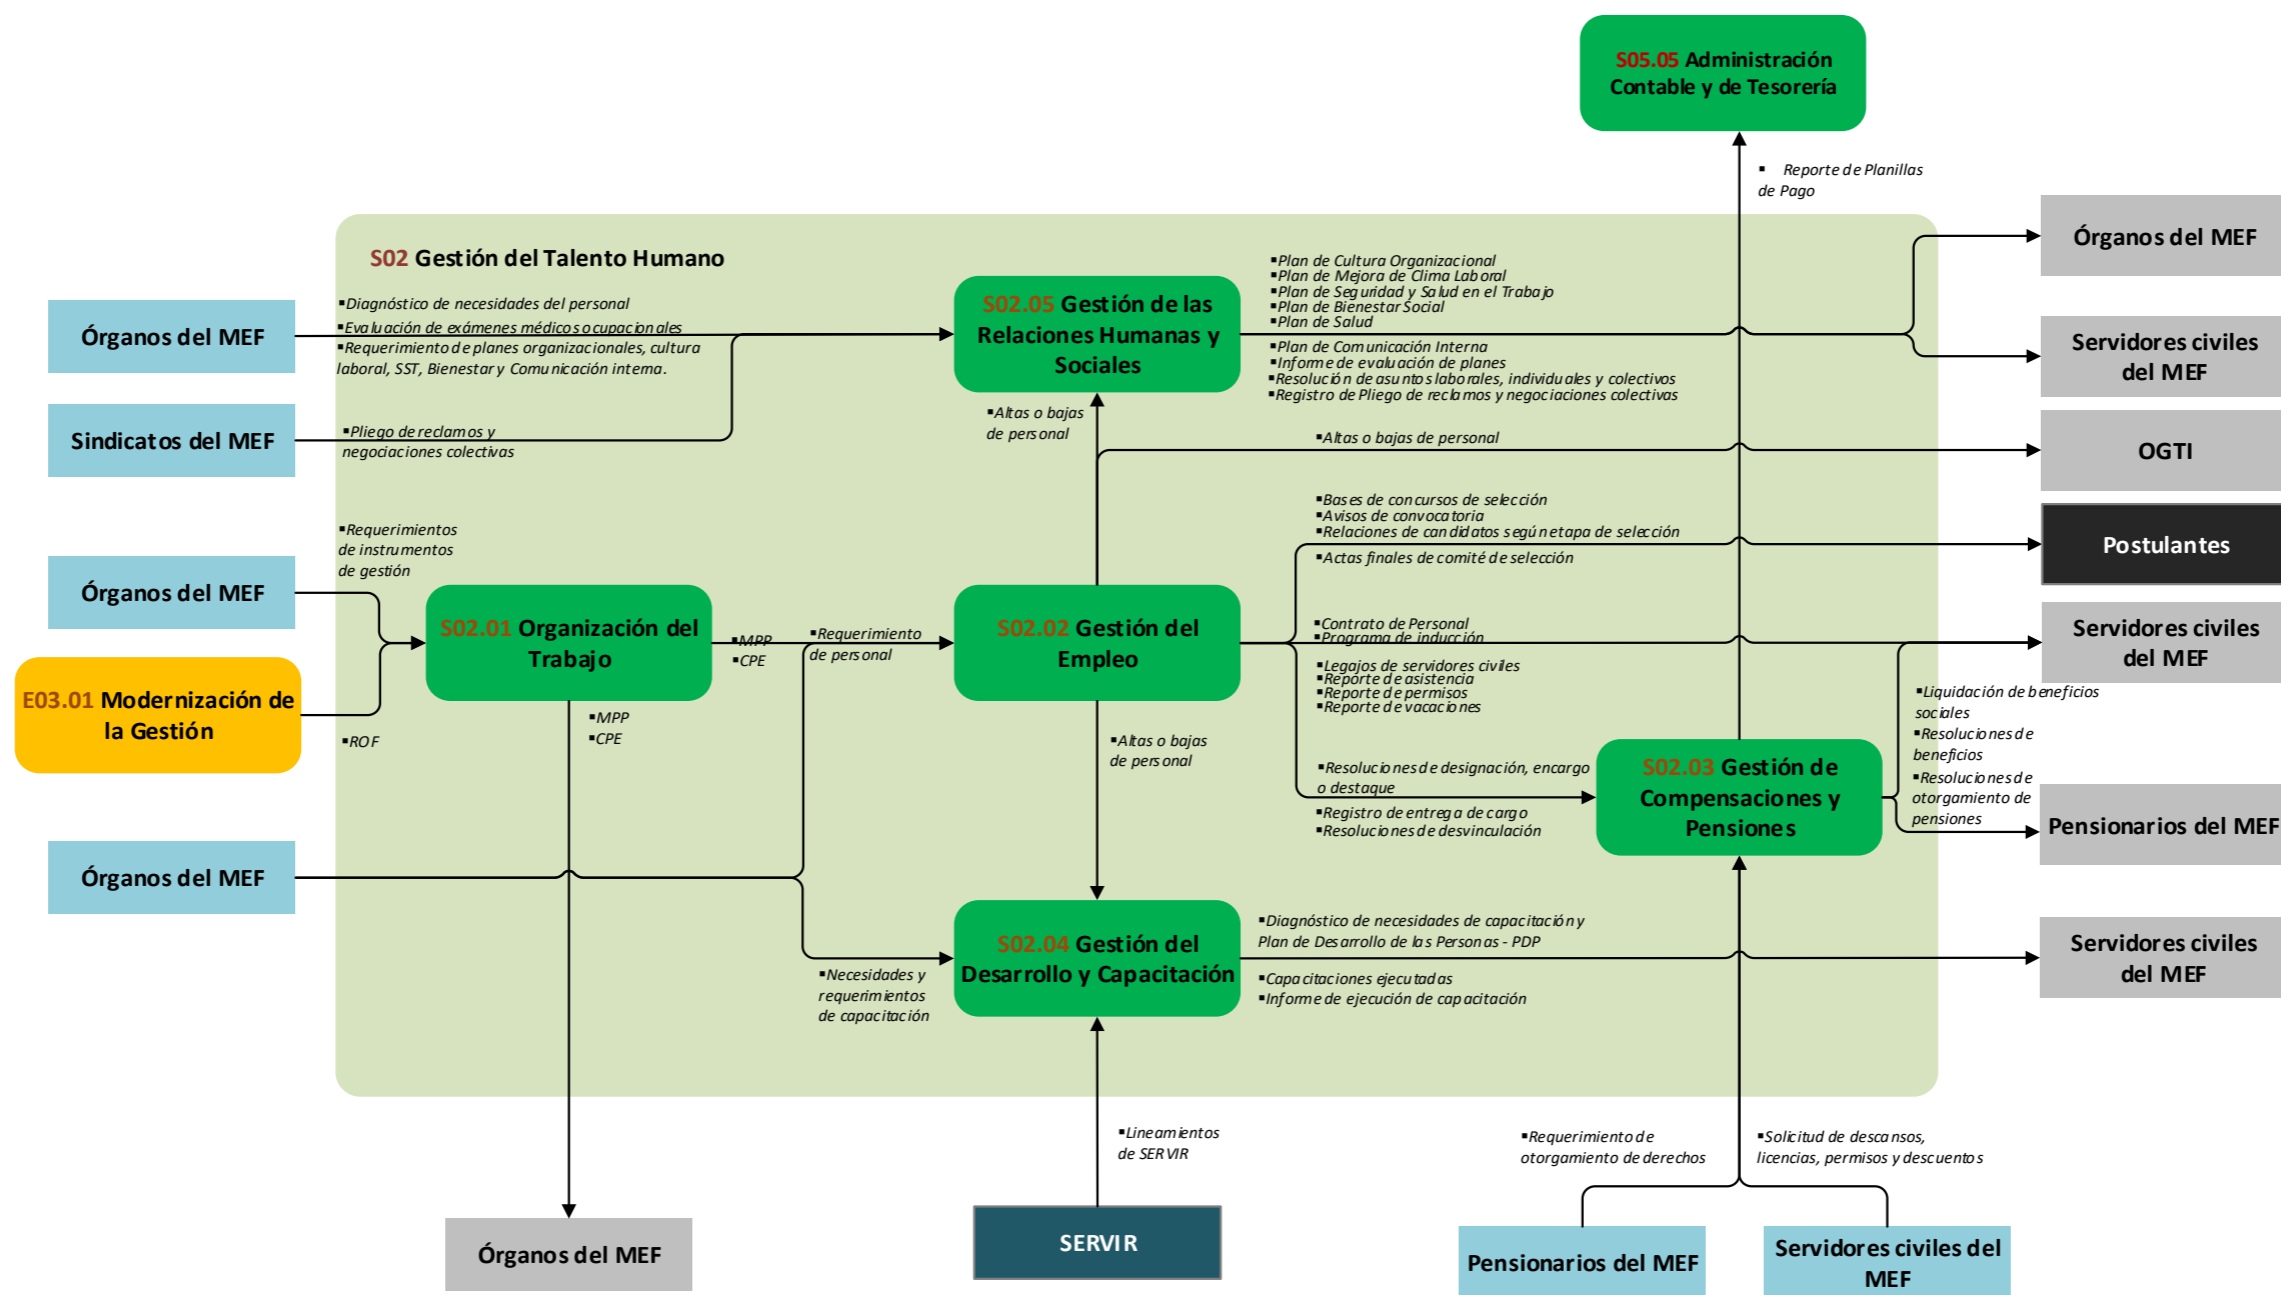 S05.05 Administración
Contable y de Tesorería
▪ Reporte de Planillas
de Pago
S02 Gestión del Talento Humano
Órganos del MEF
▪Diagnóstico de necesidades del personal
▪Evaluación de exámenes médicos ocupacionales
▪Requerimiento de planes organizacionales, cultura
laboral, SST, Bienestar y Comunicación interna.
Sindicatos del MEF
▪Pliego de reclamos y
negociaciones colectivas
S02.05 Gestión de las
Relaciones Humanas y
Sociales
▪Plan de Cultura Organizacional
▪Plan de Mejora de Clima Laboral
▪Plan de Seguridad y Salud en el Trabajo
▪Plan de Bienestar Social
▪Plan de Salud
▪Plan de Comunicación Interna
▪Informe de evaluación de planes
▪Resolución de asuntos laborales, individuales y colectivos
▪Registro de Pliego de reclamos y negociaciones colectivas
Órganos del MEF
Servidores civiles
del MEF
▪Altas o bajas
de personal
▪Altas o bajas de personal
OGTI
▪Bases de concursos de selección
▪Avisos de convocatoria
▪Relaciones de candidatos según etapa de selección
▪Actas finales de comité de selección
Postulantes
▪Requerimientos
de instrumentos
de gestión
Órganos del MEF
E03.01 Modernización de
la Gestión
▪ROF
S02.01 Organización del
Trabajo
▪MPP
▪CPE
▪MPP
▪CPE
▪Requerimiento
de personal
S02.02 Gestión del
Empleo
▪Contrato de Personal
▪Programa de inducción
▪Legajos de servidores civiles
▪Reporte de asistencia
▪Reporte de permisos
▪Reporte de vacaciones
Servidores civiles
del MEF
▪Altas o bajas
de personal
▪Resoluciones de designación, encargo
o destaque
▪Registro de entrega de cargo
▪Resoluciones de desvinculación
S02.03 Gestión de
Compensaciones y
Pensiones
▪Liquidación de beneficios
sociales
▪Resoluciones de
beneficios
▪Resoluciones de
otorgamiento de
pensiones
Pensionarios del MEF
Órganos del MEF
▪Necesidades y
requerimientos
de capacitación
S02.04 Gestión del
Desarrollo y Capacitación
▪Diagnóstico de necesidades de capacitación y
Plan de Desarrollo de las Personas - PDP
▪Capacitaciones ejecutadas
▪Informe de ejecución de capacitación
Servidores civiles
del MEF
▪Lineamientos
de SERVIR
▪Requerimiento de
otorgamiento de derechos
▪Solicitud de descansos,
licencias, permisos y descuentos
Órganos del MEF
SERVIR
Pensionarios del MEF
Servidores civiles del
MEF